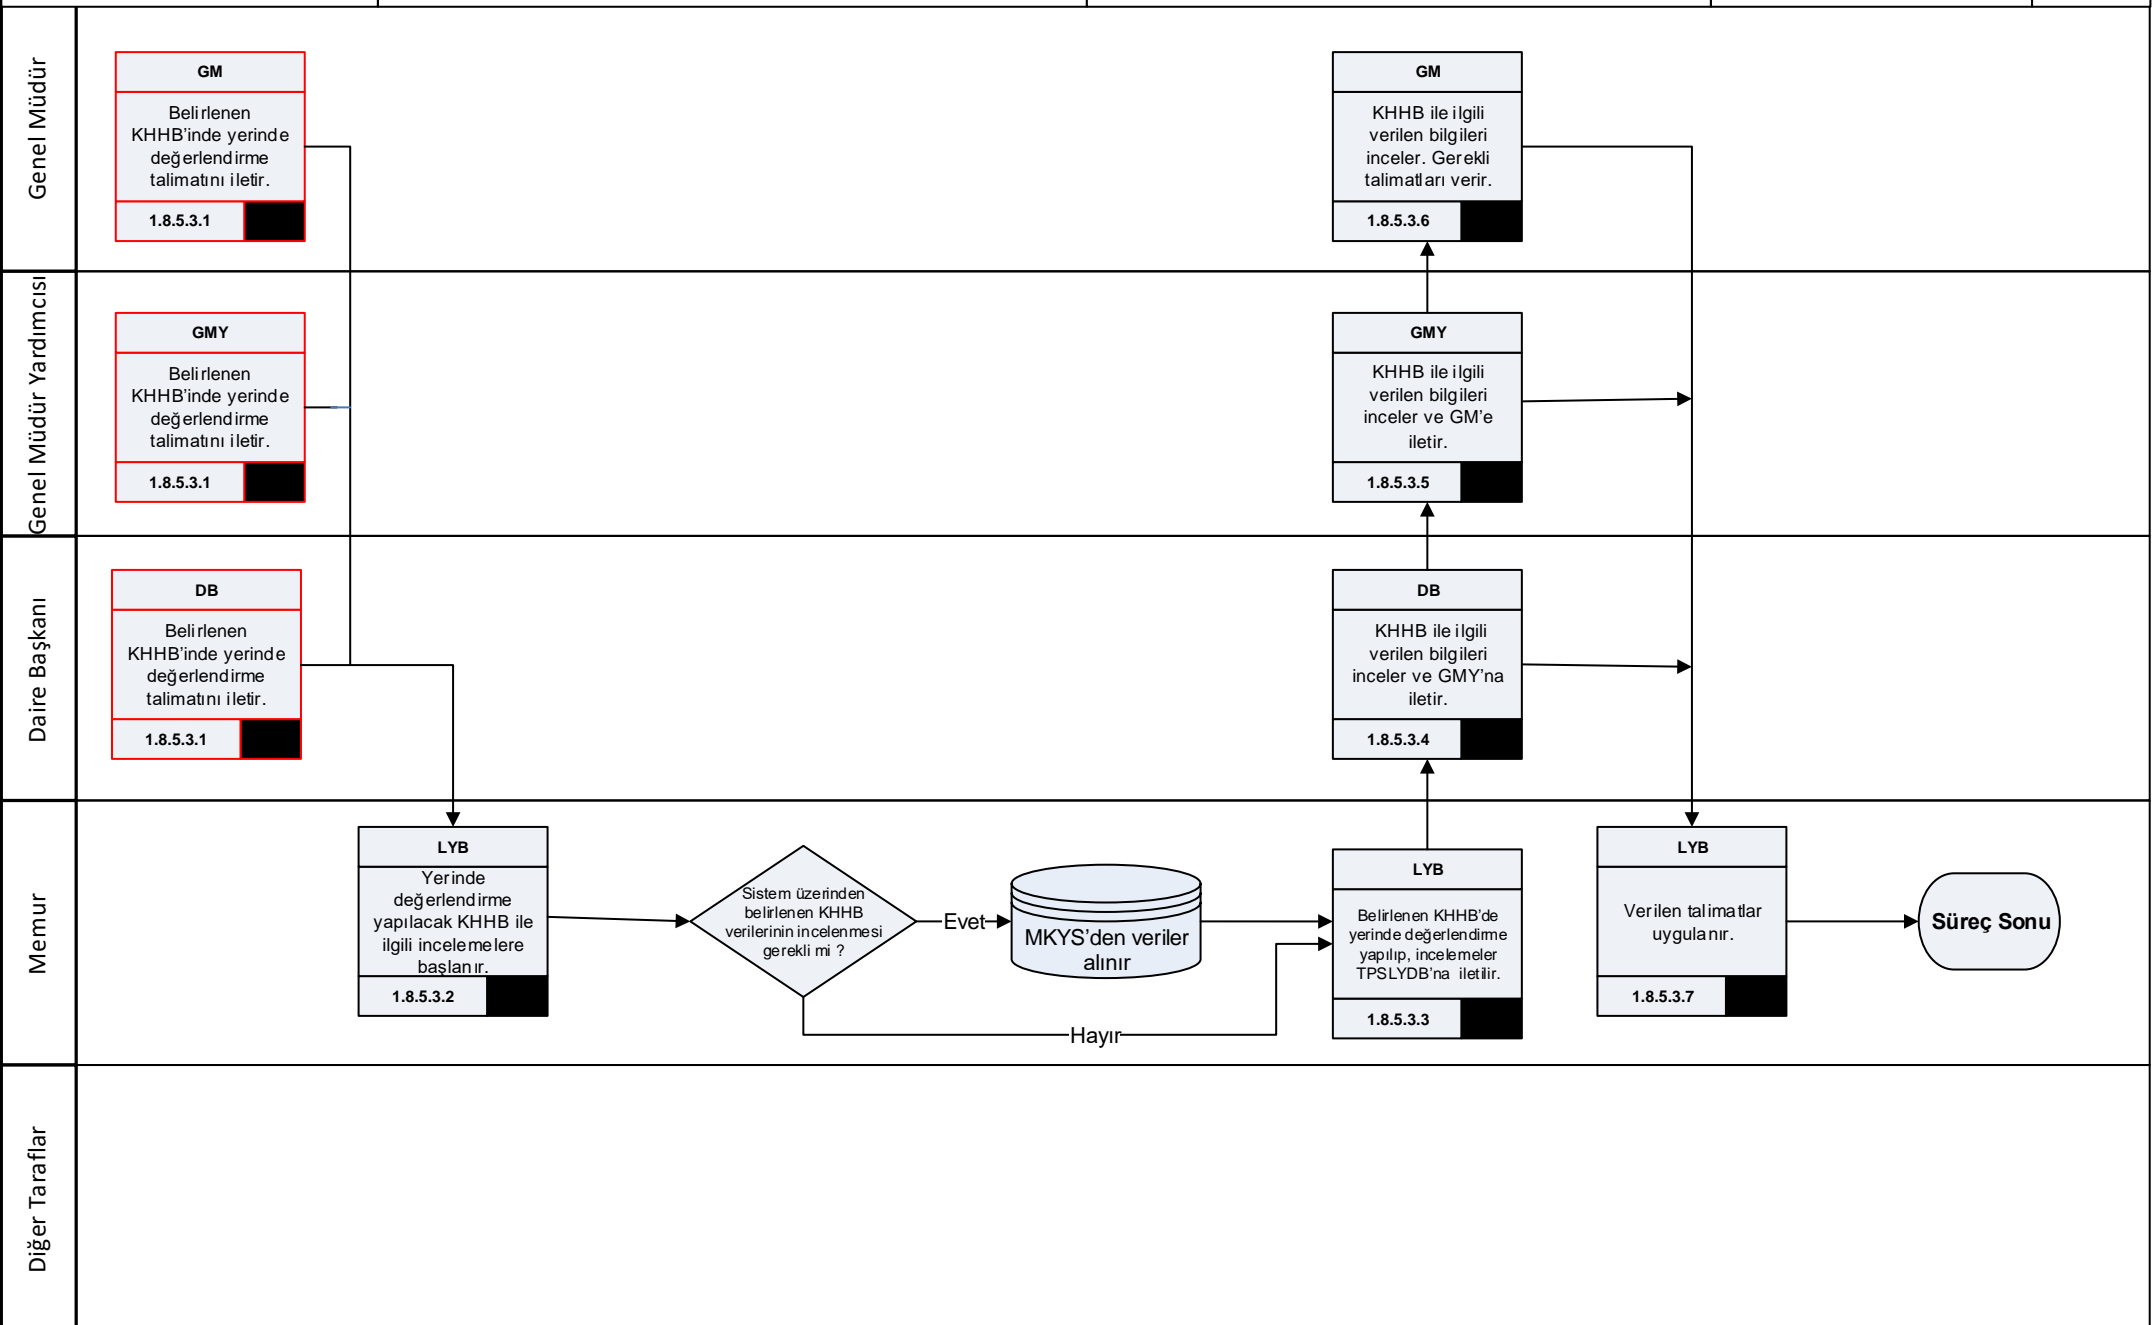 Genel Müdür
GM
Belirlenen
KHHB'inde yerinde
değerlendirme
talimatını iletir.
1.8.5.3.1
GM
KHHB ile ilgili
verilen bilgileri
inceler. Gerekli
talimatları verir.
1.8.5.3.6
Genel Müdür Yardımcısı
GMY
Belirlenen
KHHB'inde yerinde
değerlendirme
talimatını iletir.
1.8.5.3.1
GMY
KHHB ile ilgili
verilen bilgileri
inceler ve GM'e
iletir.
1.8.5.3.5
Daire Başkanı
DB
Belirlenen
KHHB'inde yerinde
değerlendirme
talimatını iletir.
1.8.5.3.1
DB
KHHB ile ilgili
verilen bilgileri
inceler ve GMY'na
iletir.
1.8.5.3.4
Memur
LYB
Yerinde
değerlendirme
yapılacak KHHB ile
ilgili incelemelere
başlanır.
1.8.5.3.2
Sistem üzerinden
belirlenen KHHB
verilerinin incelenmesi
gerekli mi ?
Evet
MKYS'den veriler
alınır
Hayır
LYB
Belirlenen KHHB'de
yerinde değerlendirme
yapılıp, incelemeler
TPSLYDB'na iletilir.
1.8.5.3.3
LYB
Verilen talimatlar
uygulanır.
1.8.5.3.7
Süreç Sonu
Diğer Taraflar